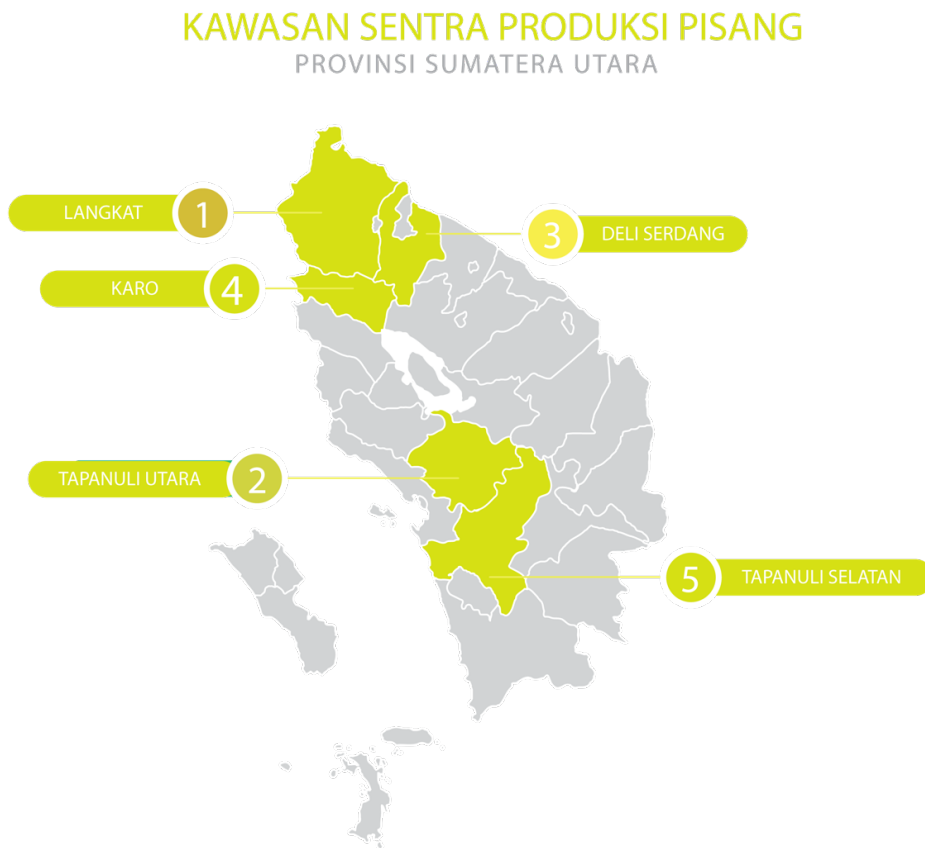 KAWASAN SENTRA PRODUKSI PISANG
PROVINSI SUMATERA UTARA
LANGKAT 1
3 DELI SERDANG
KARO 4
TAPANULI UTARA 2
5 TAPANULI SELATAN